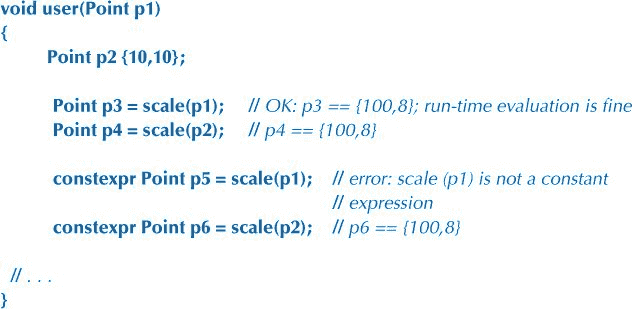 void user(Point p1)
{
Point p2 {10,10};
Point p3 = scale(p1); // OK: p3 == {100,8}; run-time evaluation is fine
Point p4 = scale(p2); // p4 == {100,8}
constexpr Point p5 = scale(p1); // error: scale (p1) is not a constant
// expression
constexpr Point p6 = scale(p2); // p6 == {100,8}
// . . .
}